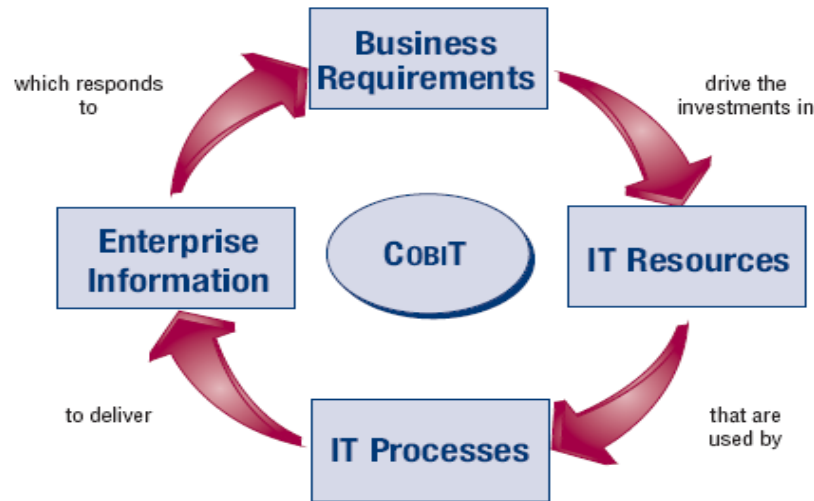 Business
Requirements
which responds
to
drive the
investments in
Enterprise
Information
COBIT
IT Resources
to deliver
IT Processes
that are
used by